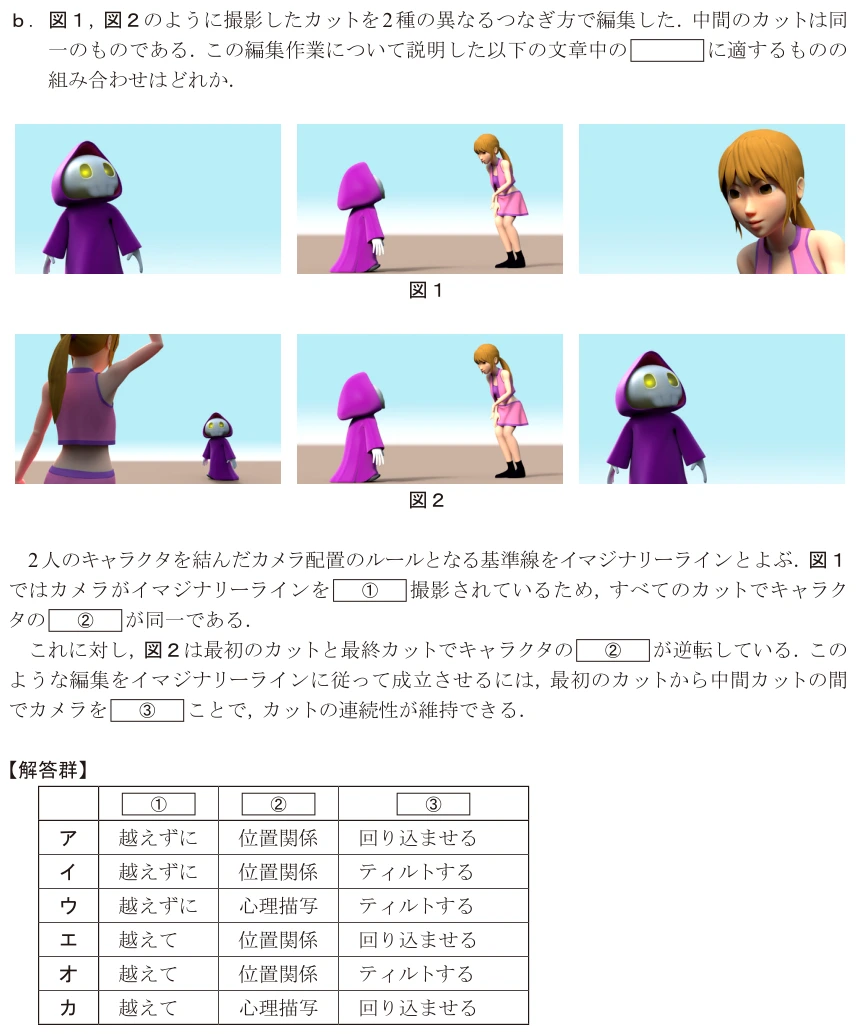 b． 図1，図2のように撮影したカットを2種の異なるつなぎ方で編集した．中間のカットは同
一のものである．この編集作業について説明した以下の文章中の に適するものの
組み合わせはどれか．
図1
図2
2人のキャラクタを結んだカメラ配置のルールとなる基準線をイマジナリーラインとよぶ．図1
ではカメラがイマジナリーラインを ① 撮影されているため，すべてのカットでキャラク
タの ② が同一である．
これに対し，図2は最初のカットと最終カットでキャラクタの ② が逆転している．この
ような編集をイマジナリーラインに従って成立させるには，最初のカットから中間カットの間
でカメラを ③ ことで，カットの連続性が維持できる．
【解答群】
① ② ③
ア 越えずに 位置関係 回り込ませる
イ 越えずに 位置関係 ティルトする
ウ 越えずに 心理描写 ティルトする
エ 越えて 位置関係 回り込ませる
オ 越えて 位置関係 ティルトする
カ 越えて 心理描写 回り込ませる